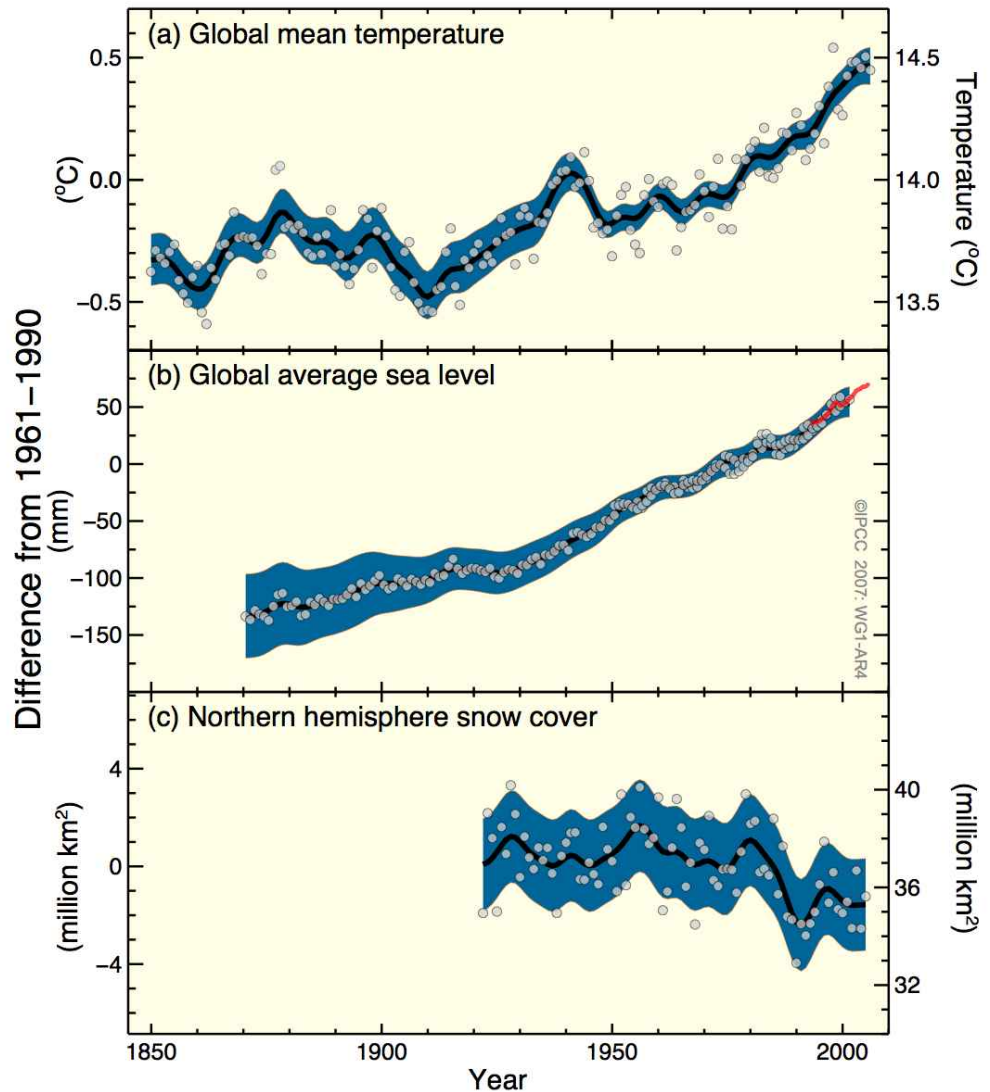 (a) Global mean temperature
0.5
0.0
−0.5
(°C)
14.5
14.0
13.5
Temperature (°C)
Difference from 1961−1990
(b) Global average sea level
50
0
−50
−100
−150
(mm)
©IPCC 2007: WG1-AR4
(c) Northern hemisphere snow cover
4
0
−4
(million km²)
40
36
32
(million km²)
1850
1900
1950
2000
Year